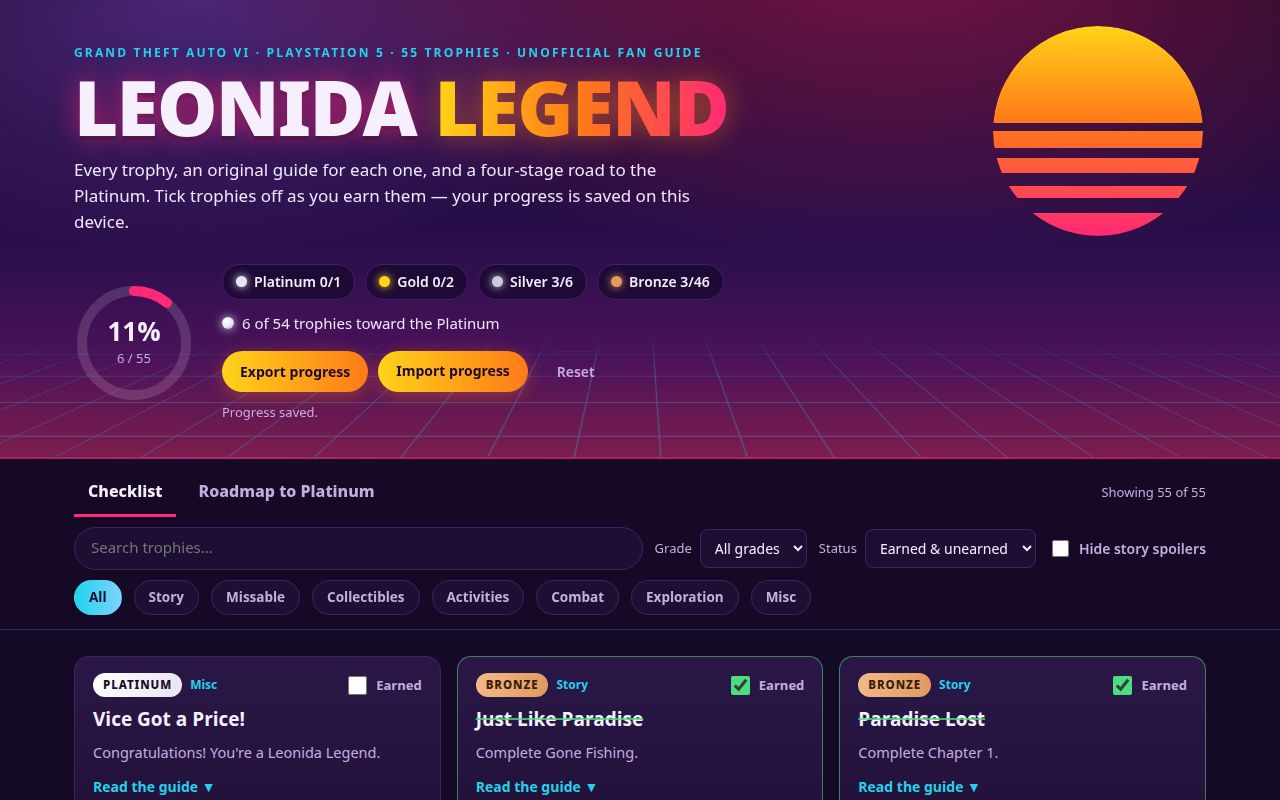 GRAND THEFT AUTO VI · PLAYSTATION 5 · 55 TROPHIES · UNOFFICIAL FAN GUIDE
LEONIDA LEGEND
Every trophy, an original guide for each one, and a four-stage road to the
Platinum. Tick trophies off as you earn them — your progress is saved on this
device.
11%
6 / 55
Platinum 0/1
Gold 0/2
Silver 3/6
Bronze 3/46
6 of 54 trophies toward the Platinum
Export progress
Import progress
Reset
Progress saved.
Checklist
Roadmap to Platinum
Showing 55 of 55
Search trophies...
Grade
All grades
Status
Earned & unearned
Hide story spoilers
All
Story
Missable
Collectibles
Activities
Combat
Exploration
Misc
PLATINUM Misc
Earned
Vice Got a Price!
Congratulations! You're a Leonida Legend.
Read the guide ▼
BRONZE Story
Earned
Just Like Paradise
Complete Gone Fishing.
Read the guide ▼
BRONZE Story
Earned
Paradise Lost
Complete Chapter 1.
Read the guide ▼